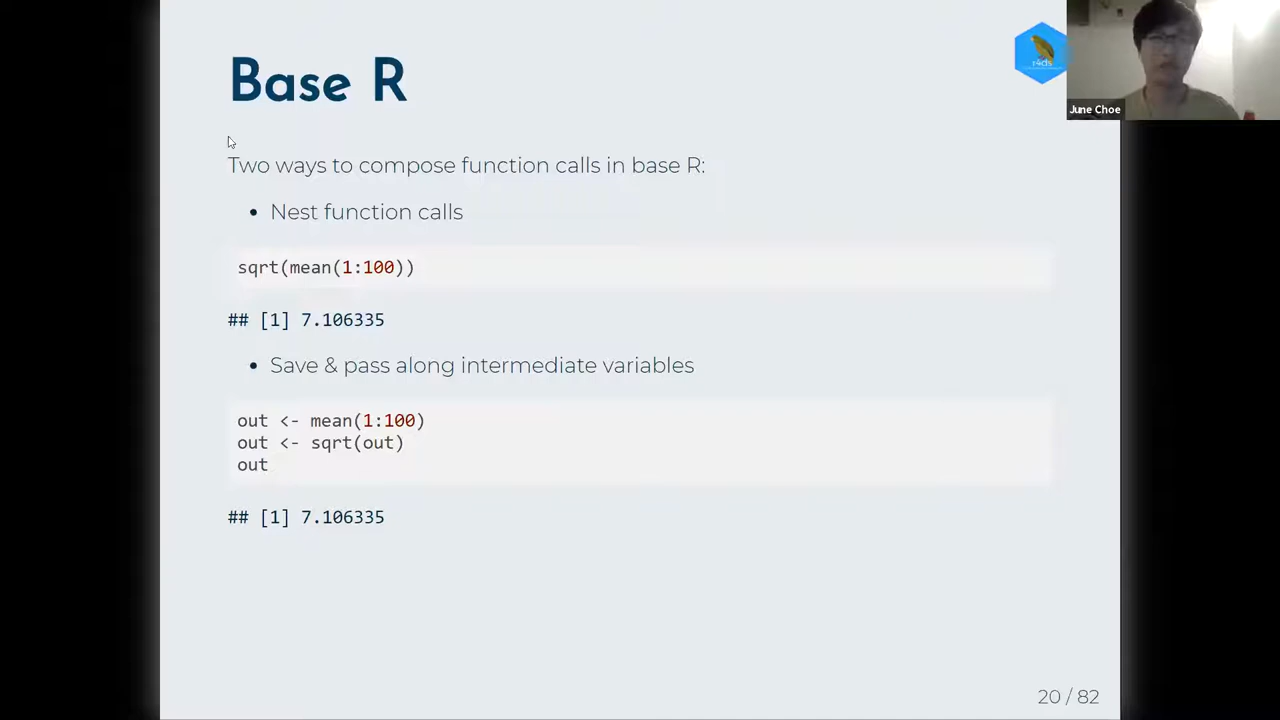 Base R
r4ds
June Choe
Two ways to compose function calls in base R:
• Nest function calls
sqrt(mean(1:100))
## [1] 7.106335
• Save & pass along intermediate variables
out <- mean(1:100)
out <- sqrt(out)
out
## [1] 7.106335
20 / 82